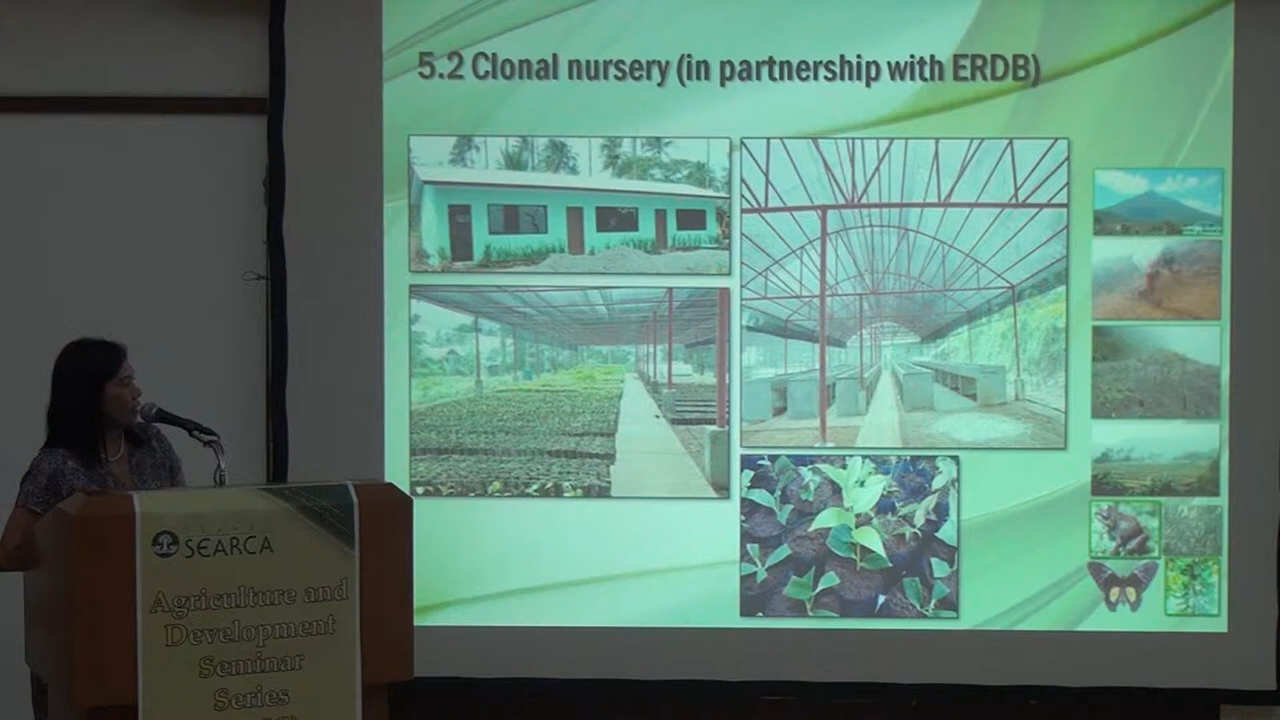 5.2 Clonal nursery (in partnership with ERDB)
SEARCA
Agriculture and
Development
Seminar
Series